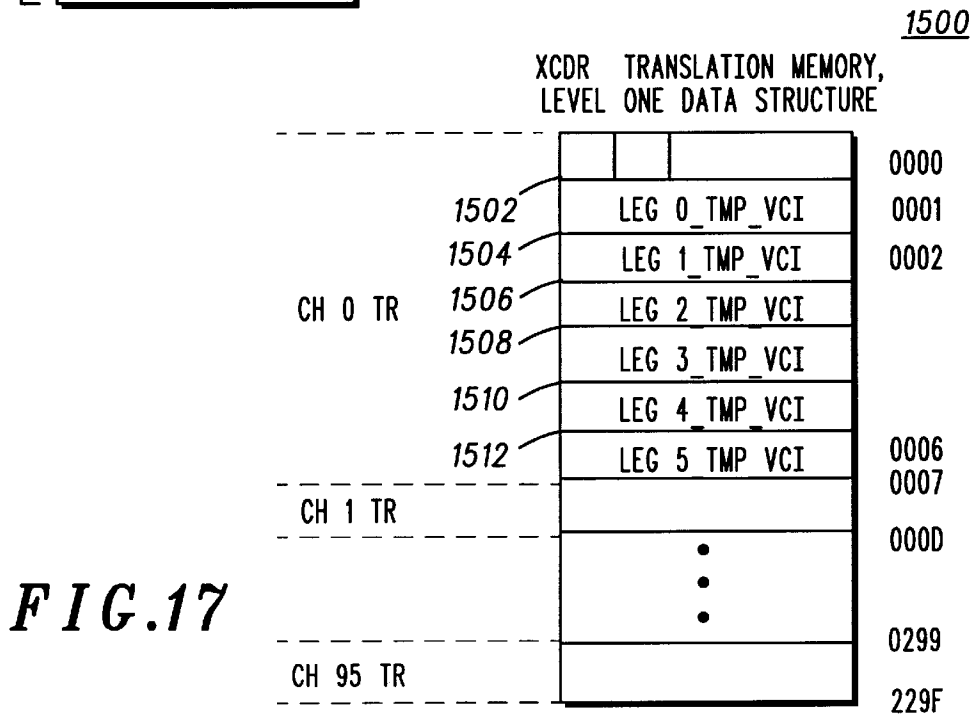 1500
XCDR TRANSLATION MEMORY,
LEVEL ONE DATA STRUCTURE
0000
1502 LEG 0_TMP_VCI 0001
1504 LEG 1_TMP_VCI 0002
CH 0 TR 1506 LEG 2_TMP_VCI
1508 LEG 3_TMP_VCI
1510 LEG 4_TMP_VCI
1512 LEG 5_TMP_VCI 0006
0007
CH 1 TR
000D
FIG.17
0299
CH 95 TR
229F